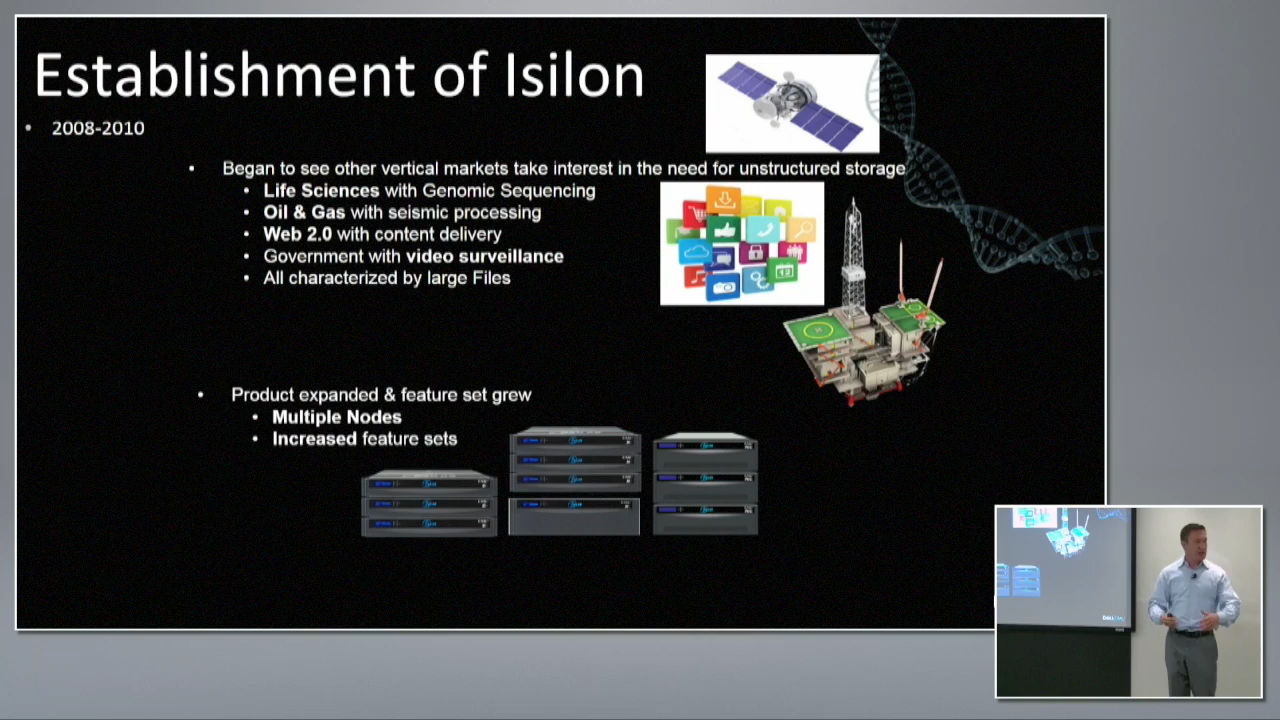 Establishment of Isilon
• 2008-2010
• Began to see other vertical markets take interest in the need for unstructured storage
• Life Sciences with Genomic Sequencing
• Oil & Gas with seismic processing
• Web 2.0 with content delivery
• Government with video surveillance
• All characterized by large Files
• Product expanded & feature set grew
• Multiple Nodes
• Increased feature sets